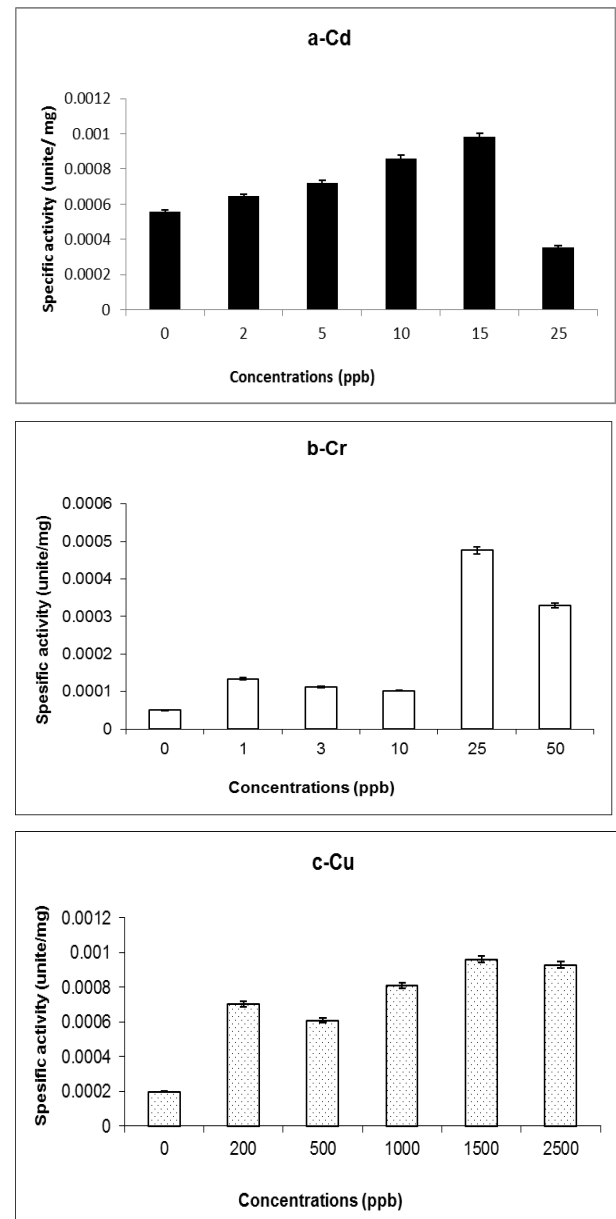 a-Cd
Specific activity (unite/ mg)
0.0012
0.001
0.0008
0.0006
0.0004
0.0002
0
0 2 5 10 15 25
Concentrations (ppb)
b-Cr
Spesific activity (unite/mg)
0.0006
0.0005
0.0004
0.0003
0.0002
0.0001
0
0 1 3 10 25 50
Concentrations (ppb)
c-Cu
Spesific activity (unite/mg)
0.0012
0.001
0.0008
0.0006
0.0004
0.0002
0
0 200 500 1000 1500 2500
Concentrations (ppb)